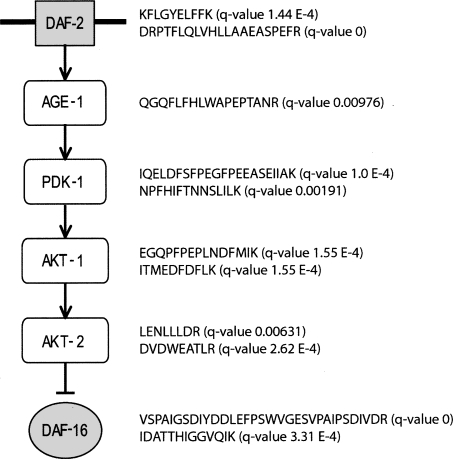 DAF-2
KFLGYELFFK (q-value 1.44 E-4)
DRPTFLQLVHLLAAEASPEFR (q-value 0)
AGE-1
QGQFLFHLWAPEPTANR (q-value 0.00976)
PDK-1
IQELDFSFPEGFPEEASEIIAK (q-value 1.0 E-4)
NPFHIFTNNSLILK (q-value 0.00191)
AKT-1
EGQPFPEPLNDFMIK (q-value 1.55 E-4)
ITMEDFDFLK (q-value 1.55 E-4)
AKT-2
LENLLLDR (q-value 0.00631)
DVDWEATLR (q-value 2.62 E-4)
DAF-16
VSPAIGSDIYDDLEFPSWVGESVPAIPSDIVDR (q-value 0)
IDATTHIGGVQIK (q-value 3.31 E-4)